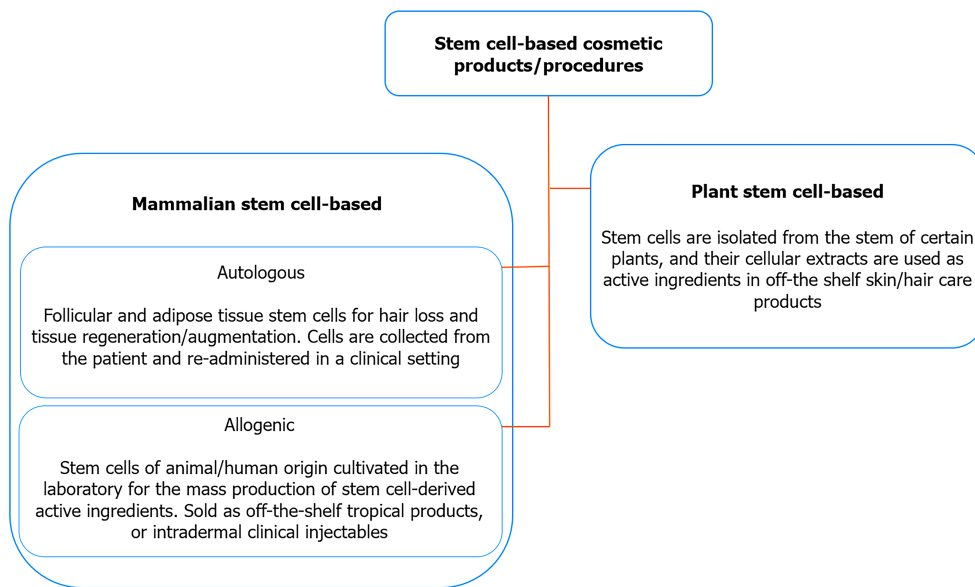 Stem cell-based cosmetic
products/procedures
Mammalian stem cell-based
Autologous
Follicular and adipose tissue stem cells for hair loss and
tissue regeneration/augmentation. Cells are collected from
the patient and re-administered in a clinical setting
Allogenic
Stem cells of animal/human origin cultivated in the
laboratory for the mass production of stem cell-derived
active ingredients. Sold as off-the-shelf tropical products,
or intradermal clinical injectables
Plant stem cell-based
Stem cells are isolated from the stem of certain
plants, and their cellular extracts are used as
active ingredients in off-the shelf skin/hair care
products